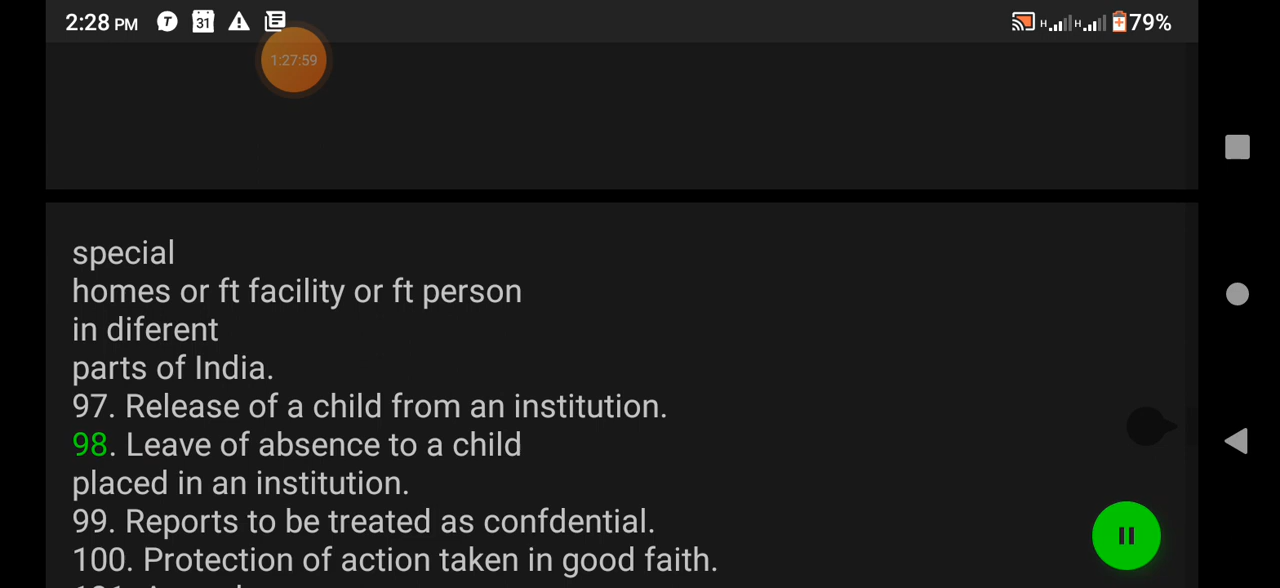 2:28 PM T 31 H H 79%
1:27:59
special
homes or ft facility or ft person
in diferent
parts of India.
97. Release of a child from an institution.
98. Leave of absence to a child
placed in an institution.
99. Reports to be treated as confdential.
100. Protection of action taken in good faith.